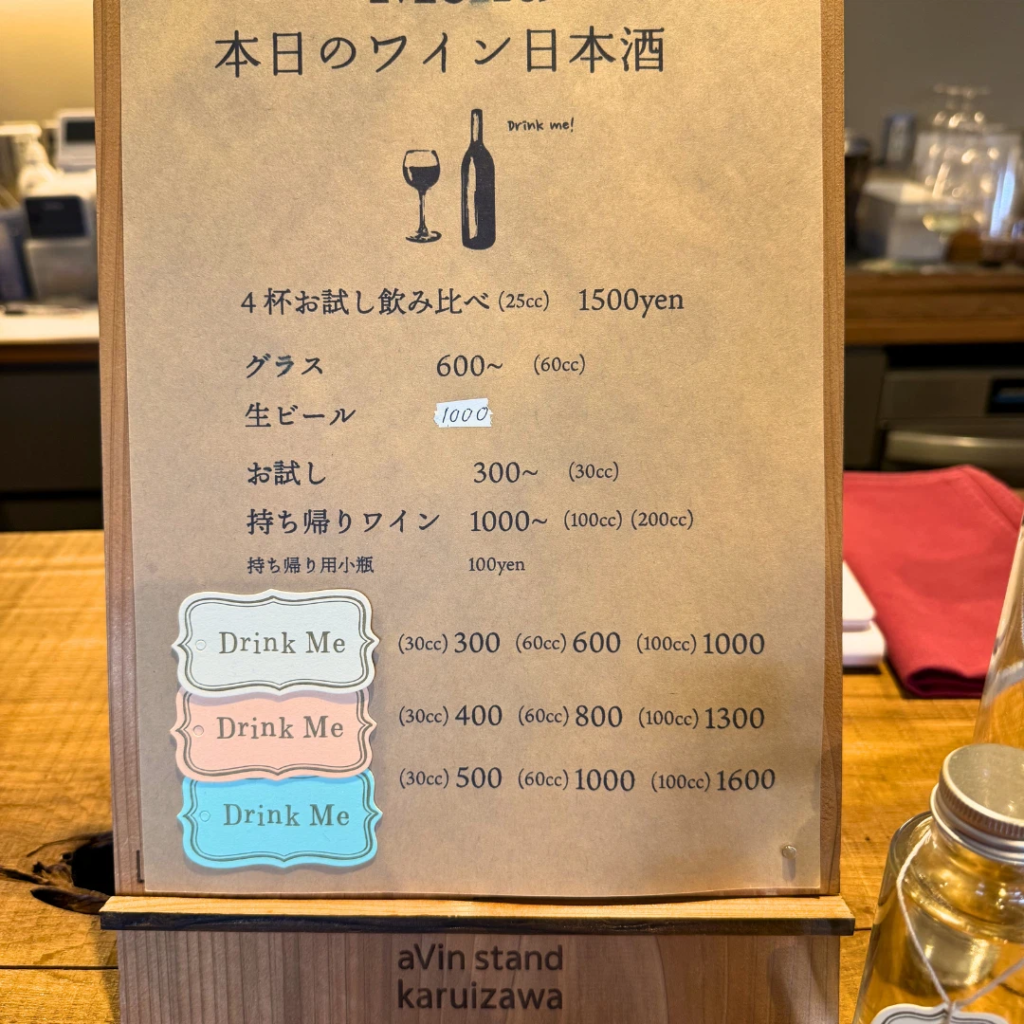 本日のワイン日本酒
Drink me!
4杯お試し飲み比べ (25cc) 1500yen
グラス 600~ (60cc)
生ビール 1000
お試し 300~ (30cc)
持ち帰りワイン 1000~ (100cc) (200cc)
持ち帰り用小瓶 100yen
Drink Me (30cc) 300 (60cc) 600 (100cc) 1000
Drink Me (30cc) 400 (60cc) 800 (100cc) 1300
Drink Me (30cc) 500 (60cc) 1000 (100cc) 1600
aVin stand
karuizawa